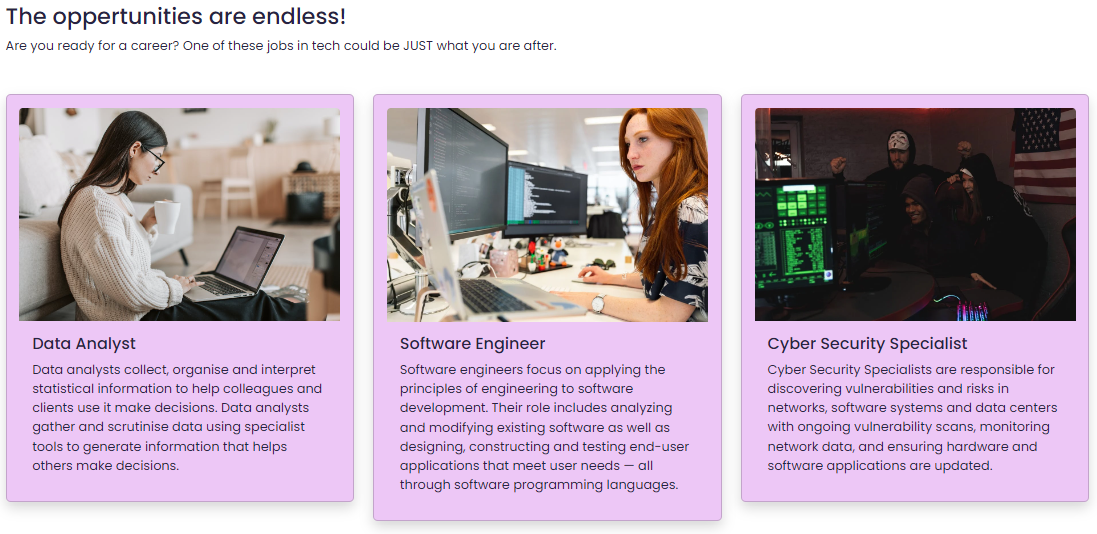 The oppertunities are endless!
Are you ready for a career? One of these jobs in tech could be JUST what you are after.
Data Analyst
Data analysts collect, organise and interpret
statistical information to help colleagues and
clients use it make decisions. Data analysts
gather and scrutinise data using specialist
tools to generate information that helps
others make decisions.
Software Engineer
Software engineers focus on applying the
principles of engineering to software
development. Their role includes analyzing
and modifying existing software as well as
designing, constructing and testing end-user
applications that meet user needs — all
through software programming languages.
Cyber Security Specialist
Cyber Security Specialists are responsible for
discovering vulnerabilities and risks in
networks, software systems and data centers
with ongoing vulnerability scans, monitoring
network data, and ensuring hardware and
software applications are updated.